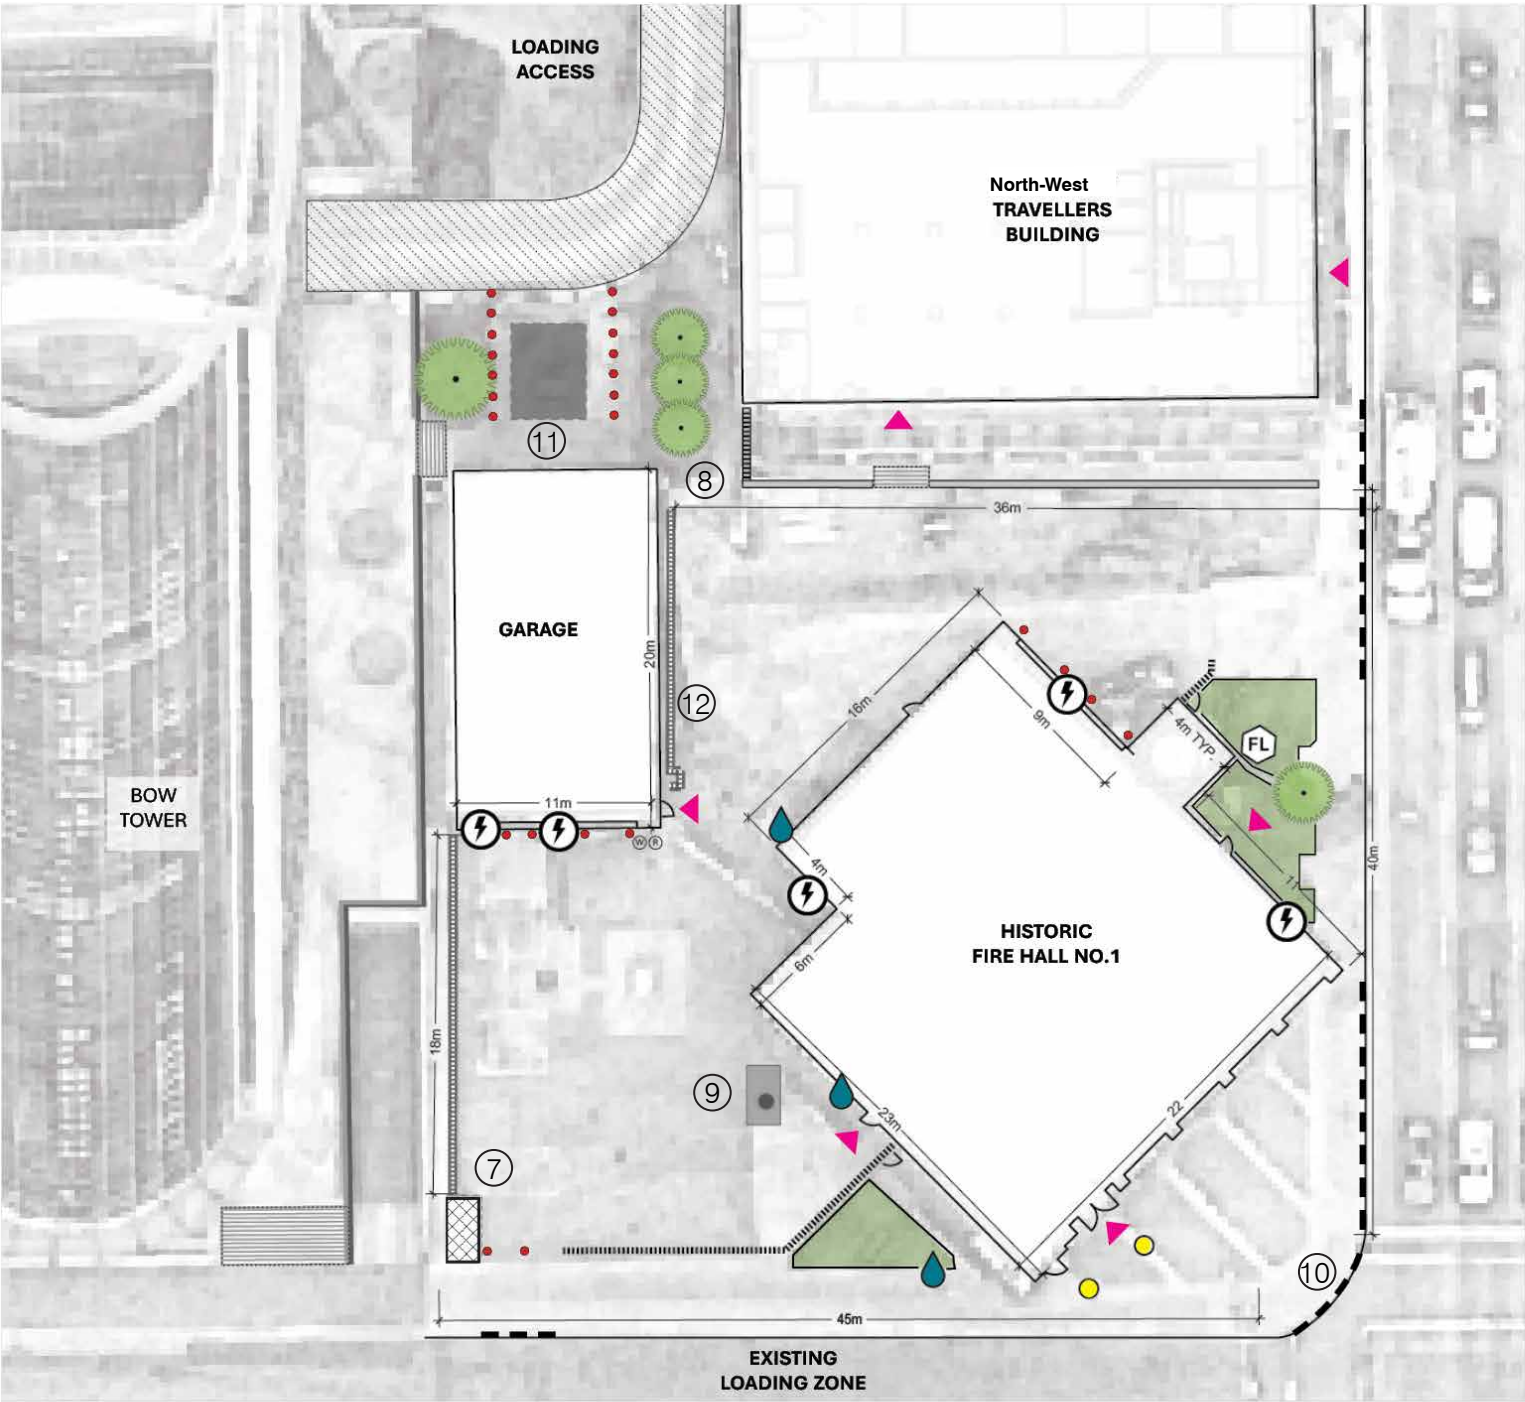 LOADING
ACCESS
North-West
TRAVELLERS
BUILDING
11
8
36m
GARAGE
20m
12
16m
9m
4m TYP.
FL
BOW
TOWER
11m
W R
4m
40m
11
HISTORIC
FIRE HALL NO.1
6m
18m
9
23m
22
7
10
45m
EXISTING
LOADING ZONE